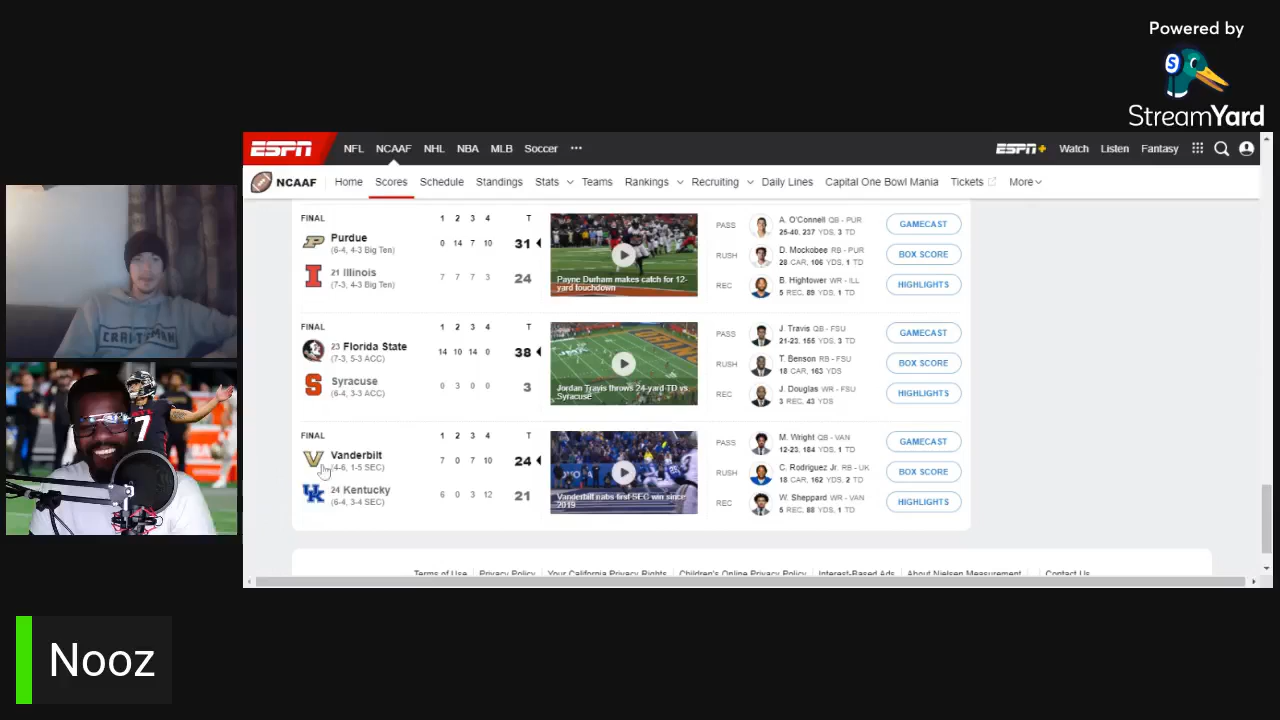 Powered by
S
StreamYard
ESPN NFL NCAAF NHL NBA MLB Soccer ••• ESPN+ Watch Listen Fantasy
NCAAF Home Scores Schedule Standings Stats Teams Rankings Recruiting Daily Lines Capital One Bowl Mania Tickets More
FINAL 1 2 3 4 T
Purdue
(6-4, 4-3 Big Ten)
0 14 7 10 31
21 Illinois
(7-3, 4-3 Big Ten)
7 7 7 3 24
Payne Durham makes catch for 12-
yard touchdown
PASS A. O'Connell QB - PUR
25-40, 237 YDS, 3 TD
RUSH D. Mockobee RB - PUR
28 CAR, 106 YDS, 1 TD
REC B. Hightower WR - ILL
5 REC, 89 YDS, 1 TD
GAMECAST
BOX SCORE
HIGHLIGHTS
FINAL 1 2 3 4 T
23 Florida State
(7-3, 5-3 ACC)
14 10 14 0 38
Syracuse
(6-4, 3-3 ACC)
0 3 0 0 3
Jordan Travis throws 24-yard TD vs.
Syracuse
PASS J. Travis QB - FSU
21-23, 155 YDS, 3 TD
RUSH T. Benson RB - FSU
18 CAR, 163 YDS
REC J. Douglas WR - FSU
3 REC, 43 YDS
GAMECAST
BOX SCORE
HIGHLIGHTS
FINAL 1 2 3 4 T
Vanderbilt
(4-6, 1-5 SEC)
7 0 7 10 24
24 Kentucky
(6-4, 3-4 SEC)
6 0 3 12 21
Vanderbilt nabs first SEC win since
2019
PASS M. Wright QB - VAN
12-23, 184 YDS, 1 TD
RUSH C. Rodriguez Jr. RB - UK
18 CAR, 162 YDS, 2 TD
REC W. Sheppard WR - VAN
5 REC, 88 YDS, 1 TD
GAMECAST
BOX SCORE
HIGHLIGHTS
Terms of Use Privacy Policy Your California Privacy Rights Children's Online Privacy Policy Interest-Based Ads About Nielsen Measurement Contact Us
CRAFTSMAN
7
Nooz